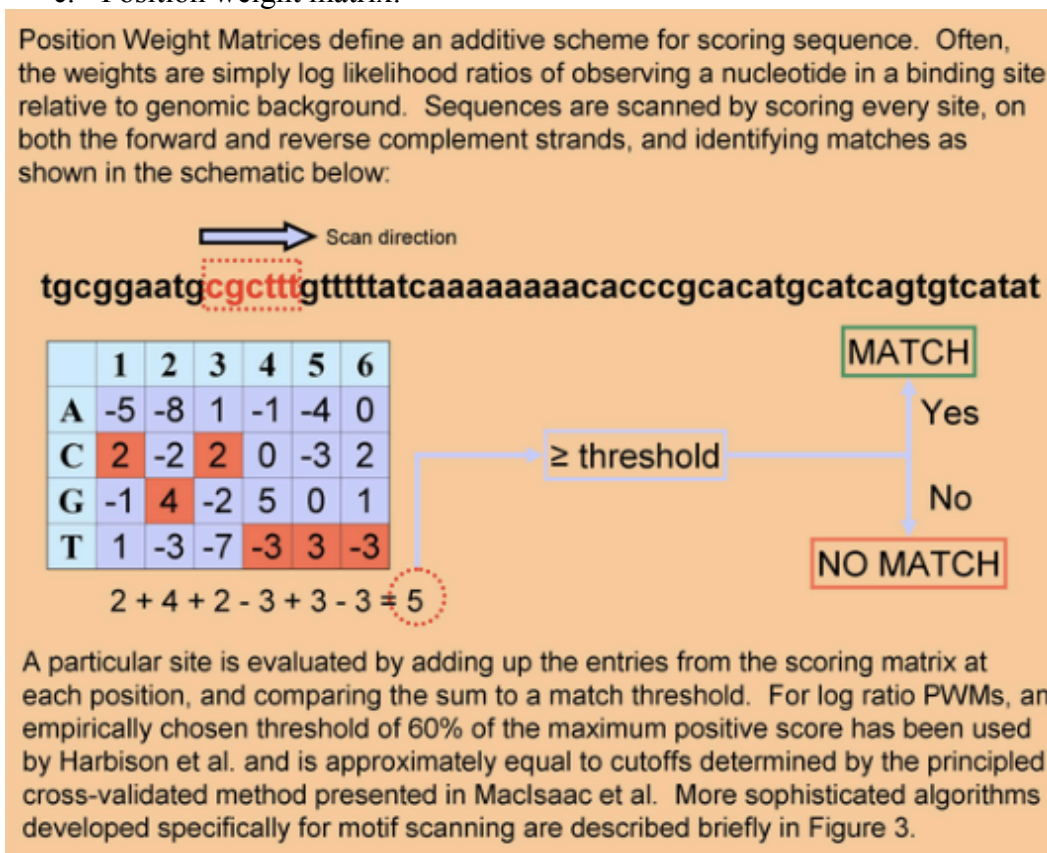 c. Position weight matrix:
Position Weight Matrices define an additive scheme for scoring sequence. Often,
the weights are simply log likelihood ratios of observing a nucleotide in a binding site
relative to genomic background. Sequences are scanned by scoring every site, on
both the forward and reverse complement strands, and identifying matches as
shown in the schematic below:
Scan direction
tgcggaatgcgctttgtttttatcaaaaaaaaacacccgcacatgcatcagtgtcatat
1 2 3 4 5 6
A -5 -8 1 -1 -4 0
C 2 -2 2 0 -3 2
G -1 4 -2 5 0 1
T 1 -3 -7 -3 3 -3
2 + 4 + 2 - 3 + 3 - 3 = 5
≥ threshold
MATCH
Yes
No
NO MATCH
A particular site is evaluated by adding up the entries from the scoring matrix at
each position, and comparing the sum to a match threshold. For log ratio PWMs, an
empirically chosen threshold of 60% of the maximum positive score has been used
by Harbison et al. and is approximately equal to cutoffs determined by the principled
cross-validated method presented in MacIsaac et al. More sophisticated algorithms
developed specifically for motif scanning are described briefly in Figure 3.